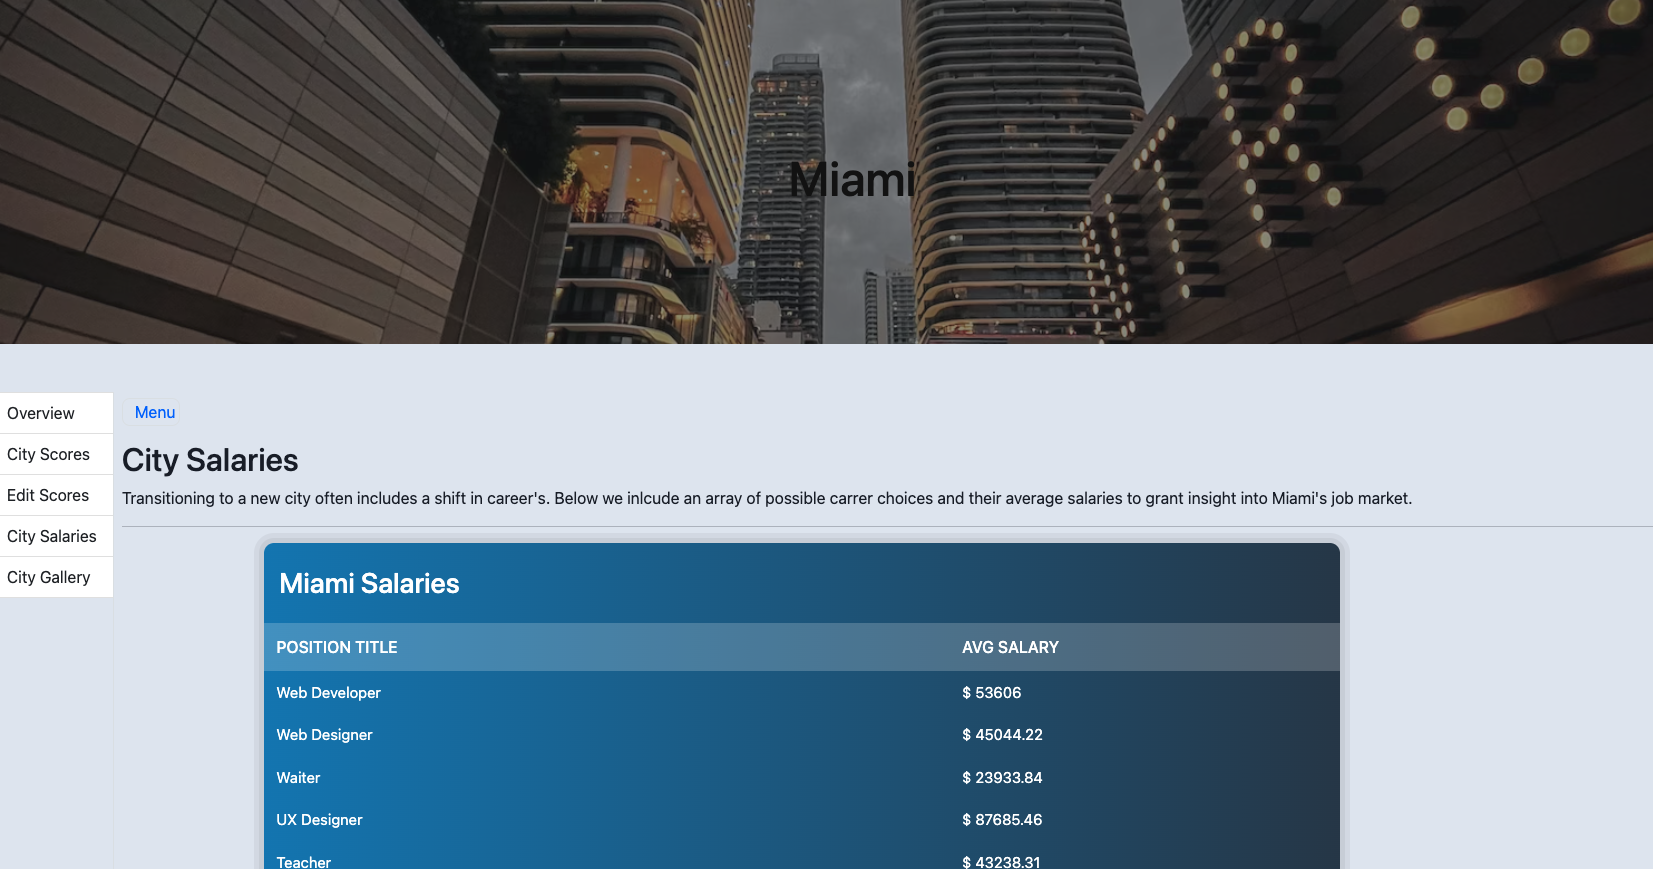 Miami
Overview
City Scores
Edit Scores
City Salaries
City Gallery
Menu
City Salaries
Transitioning to a new city often includes a shift in career's. Below we inlcude an array of possible carrer choices and their average salaries to grant insight into Miami's job market.
Miami Salaries
POSITION TITLE AVG SALARY
Web Developer $ 53606
Web Designer $ 45044.22
Waiter $ 23933.84
UX Designer $ 87685.46
Teacher $ 43238.31